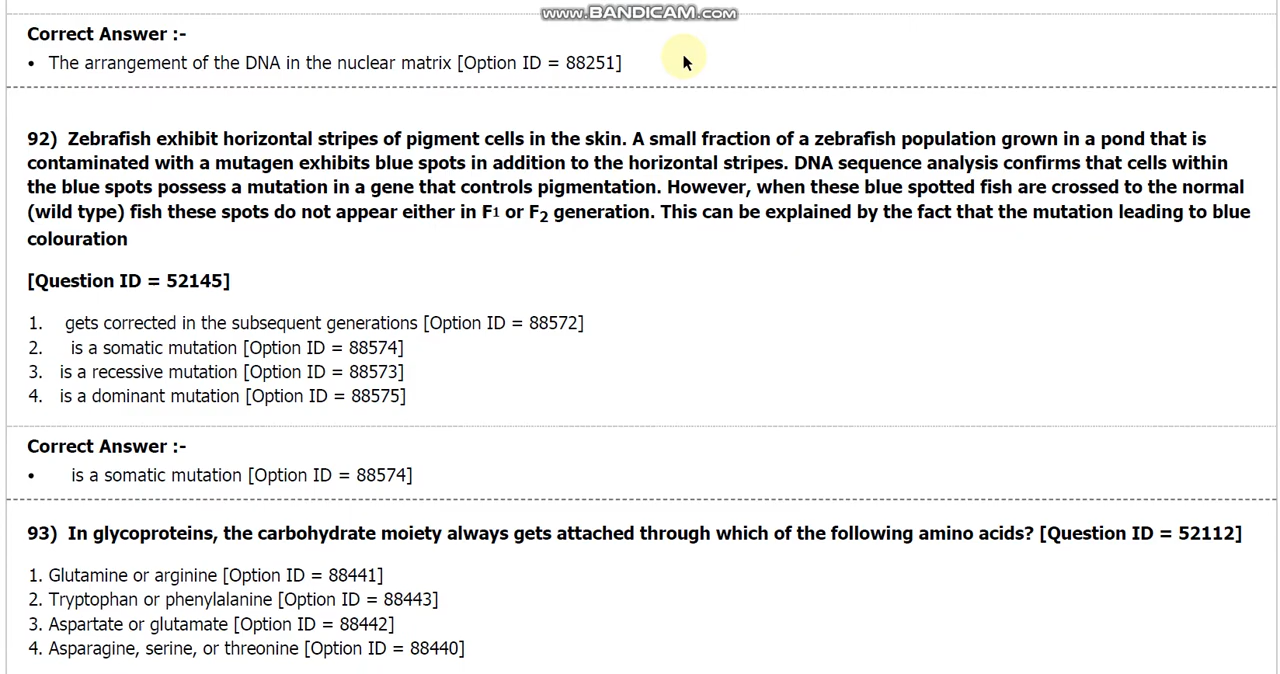 www.BANDICAM.com
Correct Answer :-
• The arrangement of the DNA in the nuclear matrix [Option ID = 88251]
92) Zebrafish exhibit horizontal stripes of pigment cells in the skin. A small fraction of a zebrafish population grown in a pond that is
contaminated with a mutagen exhibits blue spots in addition to the horizontal stripes. DNA sequence analysis confirms that cells within
the blue spots possess a mutation in a gene that controls pigmentation. However, when these blue spotted fish are crossed to the normal
(wild type) fish these spots do not appear either in F1 or F2 generation. This can be explained by the fact that the mutation leading to blue
colouration
[Question ID = 52145]
1. gets corrected in the subsequent generations [Option ID = 88572]
2. is a somatic mutation [Option ID = 88574]
3. is a recessive mutation [Option ID = 88573]
4. is a dominant mutation [Option ID = 88575]
Correct Answer :-
• is a somatic mutation [Option ID = 88574]
93) In glycoproteins, the carbohydrate moiety always gets attached through which of the following amino acids? [Question ID = 52112]
1. Glutamine or arginine [Option ID = 88441]
2. Tryptophan or phenylalanine [Option ID = 88443]
3. Aspartate or glutamate [Option ID = 88442]
4. Asparagine, serine, or threonine [Option ID = 88440]